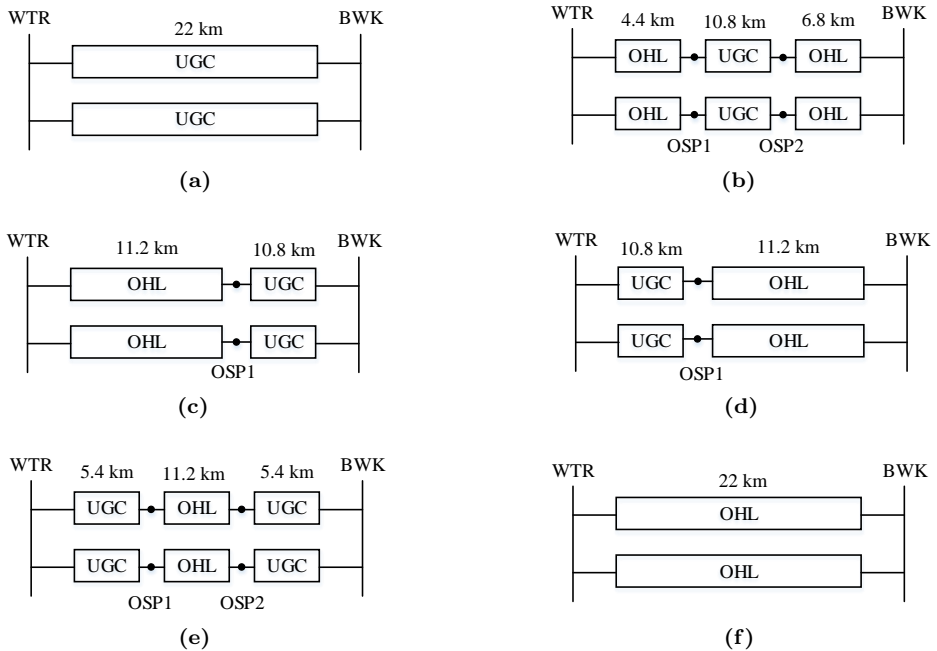 WTR BWK
22 km
UGC
UGC
(a)
WTR BWK
4.4 km 10.8 km 6.8 km
OHL UGC OHL
OHL UGC OHL
OSP1 OSP2
(b)
WTR BWK
11.2 km 10.8 km
OHL UGC
OHL UGC
OSP1
(c)
WTR BWK
10.8 km 11.2 km
UGC OHL
UGC OHL
OSP1
(d)
WTR BWK
5.4 km 11.2 km 5.4 km
UGC OHL UGC
UGC OHL UGC
OSP1 OSP2
(e)
WTR BWK
22 km
OHL
OHL
(f)